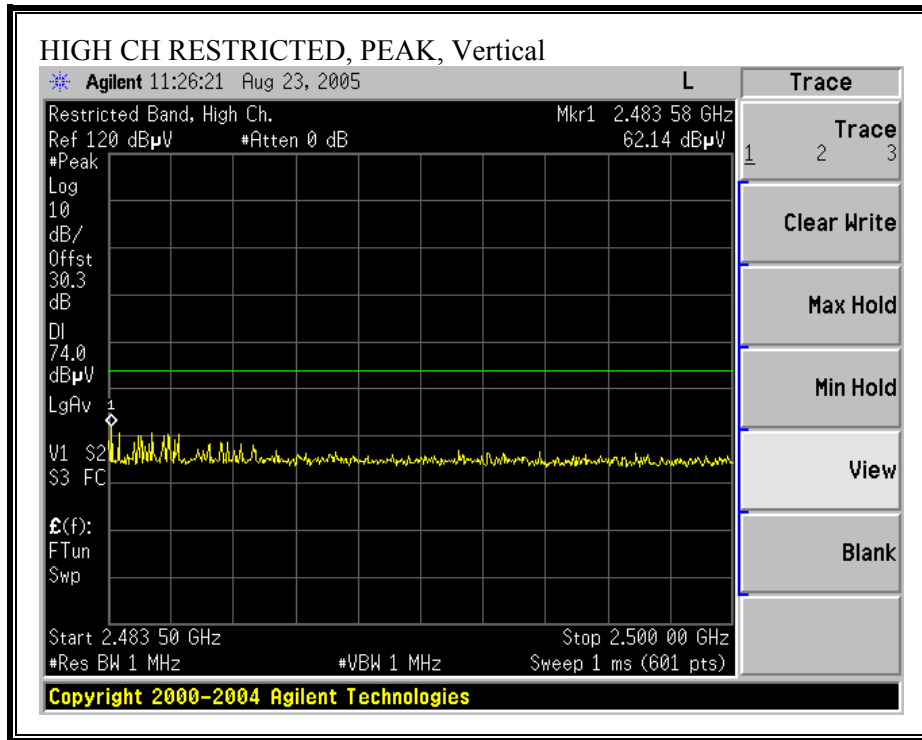 HIGH CH RESTRICTED, PEAK, Vertical
Agilent 11:26:21 Aug 23, 2005 L
Trace
Restricted Band, High Ch. Mkr1 2.483 58 GHz
Ref 120 dBµV #Atten 0 dB 62.14 dBµV
#Peak
Log
10
dB/
Offst
30.3
dB
DI
74.0
dBµV
LgAv
1
V1 S2
S3 FC
£(f):
FTun
Swp
Start 2.483 50 GHz Stop 2.500 00 GHz
#Res BW 1 MHz #VBW 1 MHz Sweep 1 ms (601 pts)
Trace
1 2 3
Clear Write
Max Hold
Min Hold
View
Blank
Copyright 2000-2004 Agilent Technologies